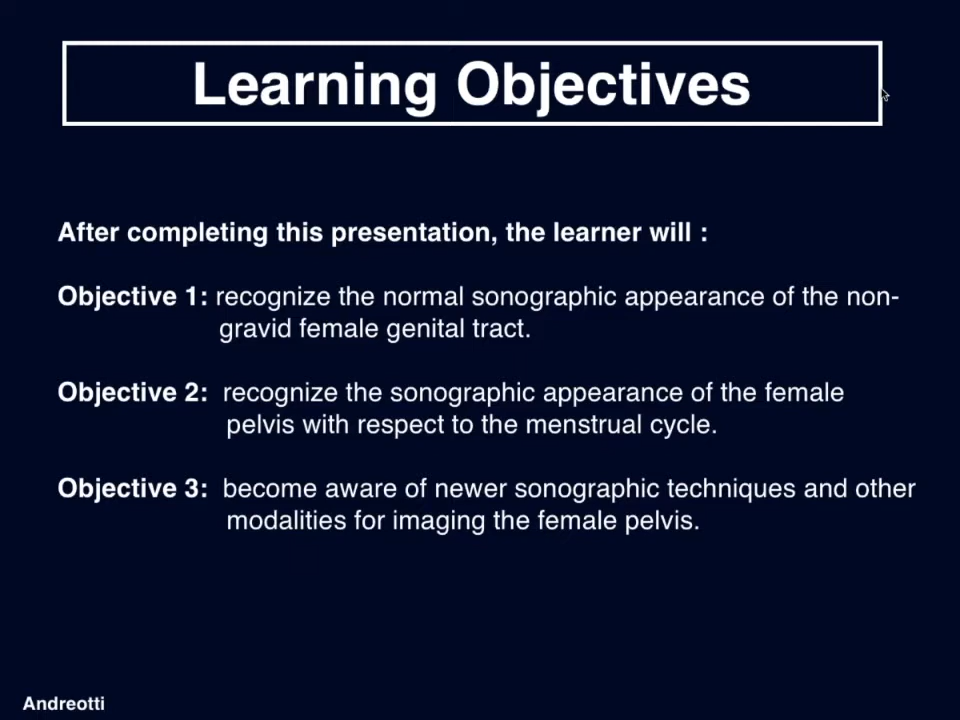 Learning Objectives
After completing this presentation, the learner will :
Objective 1: recognize the normal sonographic appearance of the non-
gravid female genital tract.
Objective 2: recognize the sonographic appearance of the female
pelvis with respect to the menstrual cycle.
Objective 3: become aware of newer sonographic techniques and other
modalities for imaging the female pelvis.
Andreotti